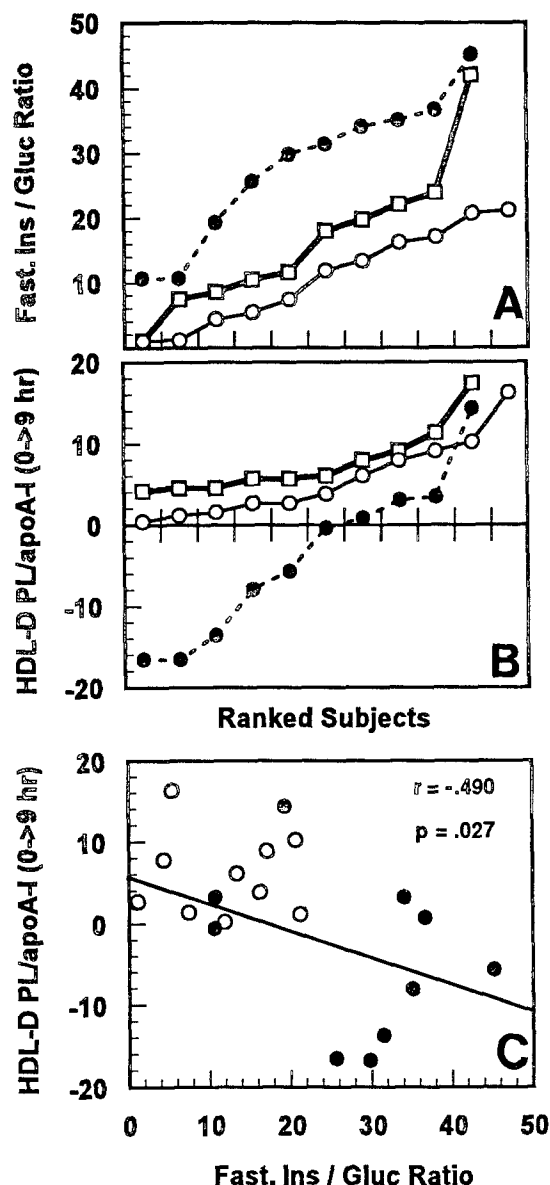 50
40
30
20
10
Fast. Ins / Gluc Ratio
A
20
10
0
-10
-20
HDL-D PL/apoA-I (0->9 hr)
B
Ranked Subjects
20
10
0
-10
-20
HDL-D PL/apoA-I (0->9 hr)
r = -.490
p = .027
C
0 10 20 30 40 50
Fast. Ins / Gluc Ratio